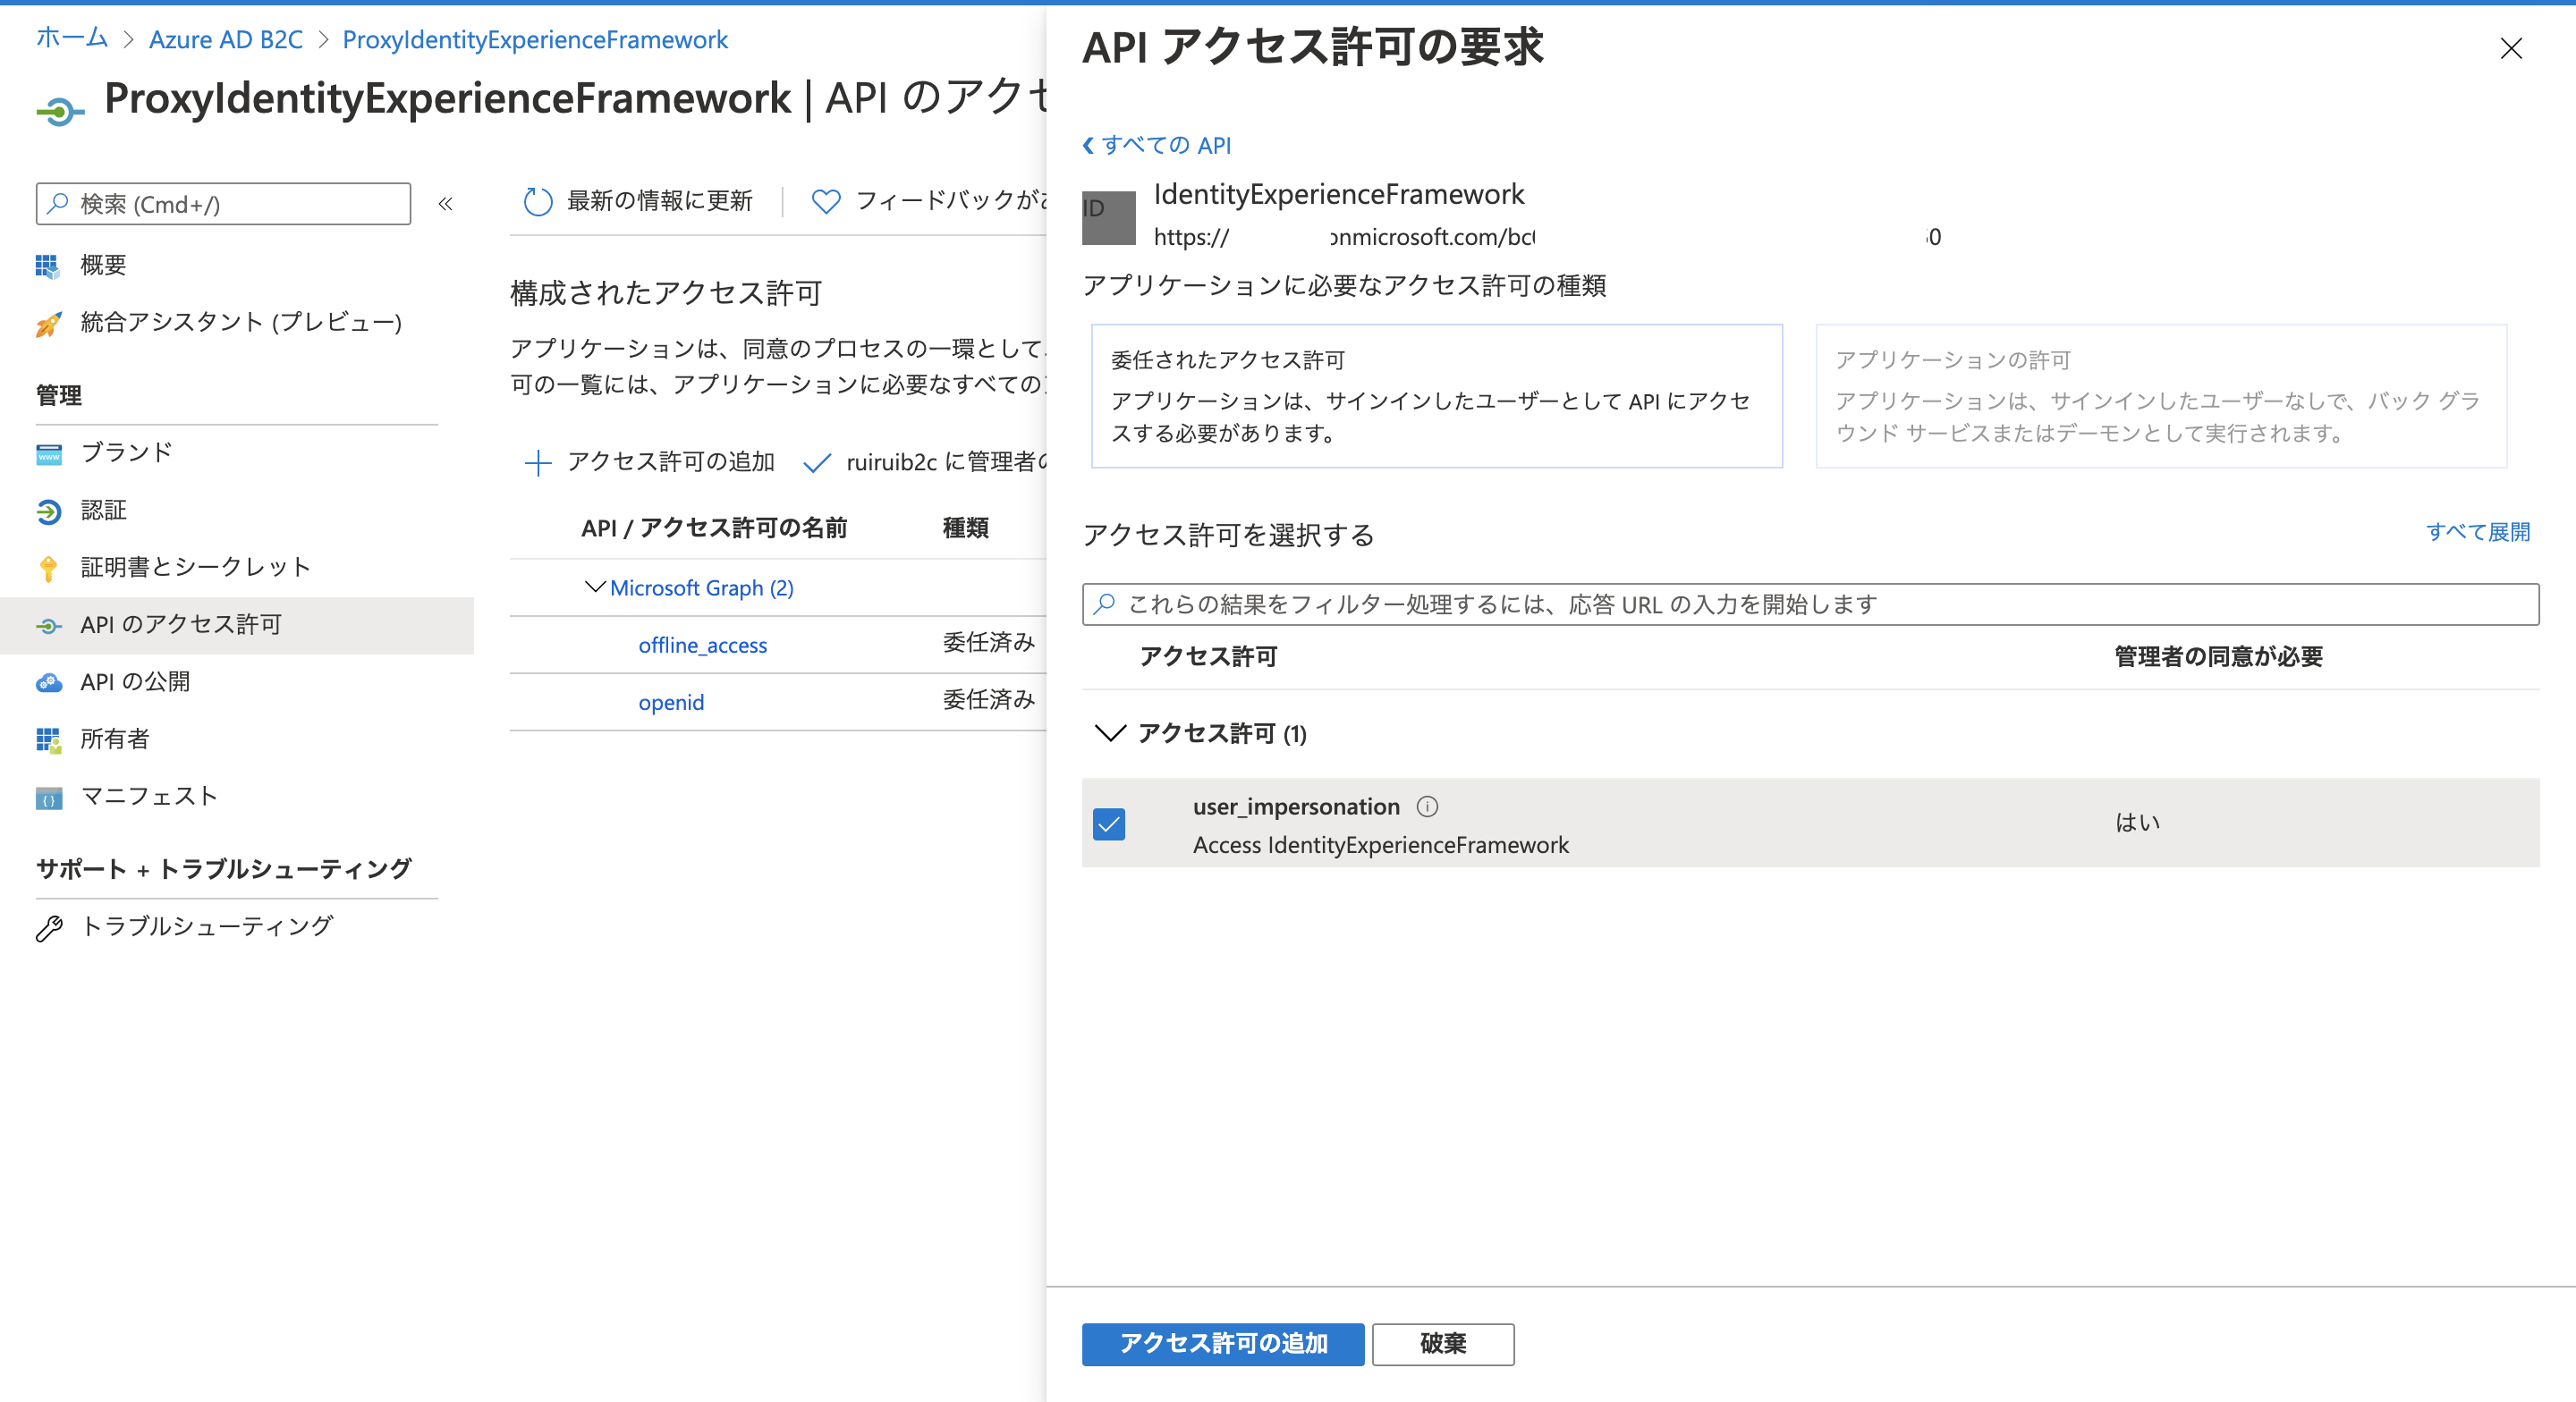 ホーム > Azure AD B2C > ProxyIdentityExperienceFramework
ProxyIdentityExperienceFramework | API のアクセ
検索 (Cmd+/)
«
概要
統合アシスタント (プレビュー)
管理
ブランド
認証
証明書とシークレット
API のアクセス許可
API の公開
所有者
マニフェスト
サポート + トラブルシューティング
トラブルシューティング
最新の情報に更新
フィードバックがあ
構成されたアクセス許可
アプリケーションは、同意のプロセスの一環として、
可の一覧には、アプリケーションに必要なすべての
アクセス許可の追加
ruiruib2c に管理者の
API / アクセス許可の名前 種類
Microsoft Graph (2)
offline_access 委任済み
openid 委任済み
API アクセス許可の要求
すべての API
ID
IdentityExperienceFramework
https:// onmicrosoft.com/bc 0
アプリケーションに必要なアクセス許可の種類
委任されたアクセス許可
アプリケーションは、サインインしたユーザーとして API にアクセ
スする必要があります。
アプリケーションの許可
アプリケーションは、サインインしたユーザーなしで、バック グラ
ウンド サービスまたはデーモンとして実行されます。
アクセス許可を選択する
すべて展開
これらの結果をフィルター処理するには、応答 URL の入力を開始します
アクセス許可 管理者の同意が必要
アクセス許可 (1)
user_impersonation
Access IdentityExperienceFramework
はい
アクセス許可の追加
破棄